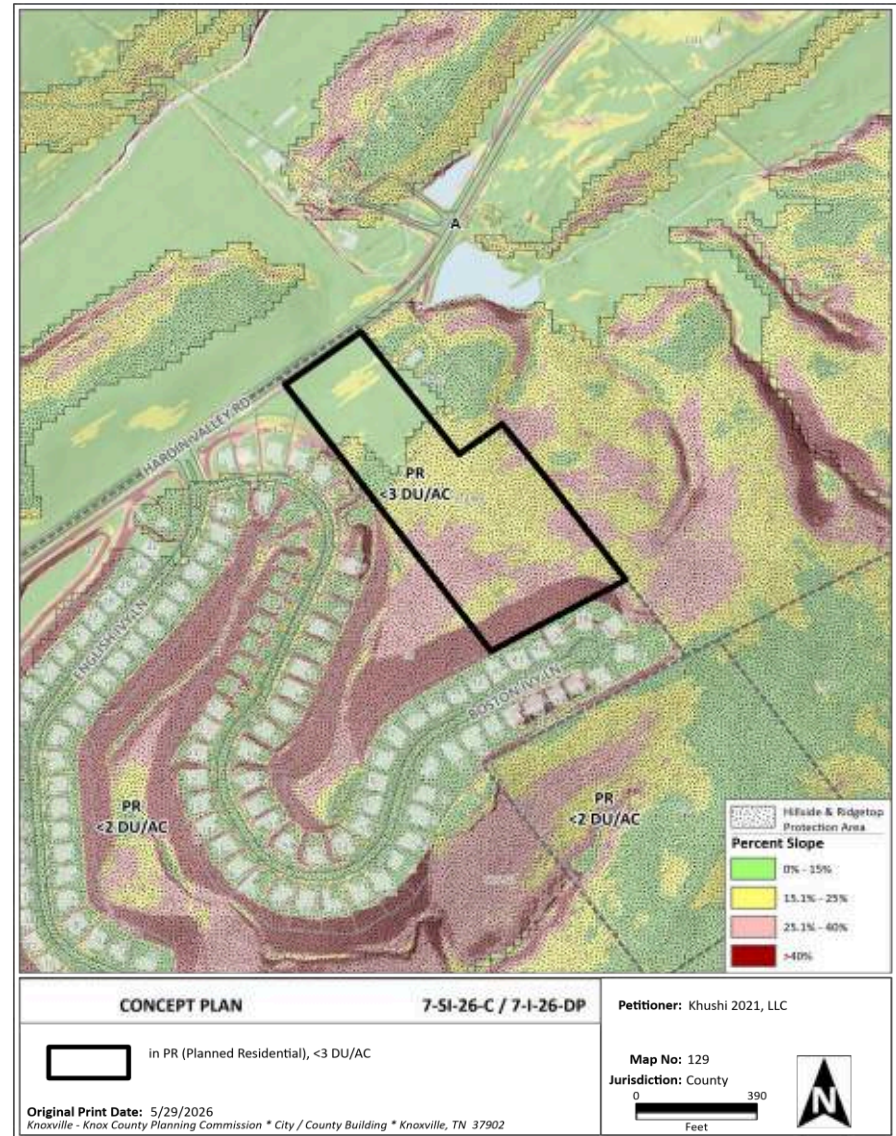 A
HARDIN VALLEY RD
PR
<3 DU/AC
ENGLISH IVY LN
BOSTON IVY LN
PR
<2 DU/AC
PR
<2 DU/AC
Hillside & Ridgetop
Protection Area
Percent Slope
0% - 15%
15.1% - 25%
25.1% - 40%
>40%
CONCEPT PLAN
7-SI-26-C / 7-I-26-DP
in PR (Planned Residential), <3 DU/AC
Original Print Date: 5/29/2026
Knoxville - Knox County Planning Commission * City / County Building * Knoxville, TN 37902
Petitioner: Khushi 2021, LLC
Map No: 129
Jurisdiction: County
0 390
Feet
N